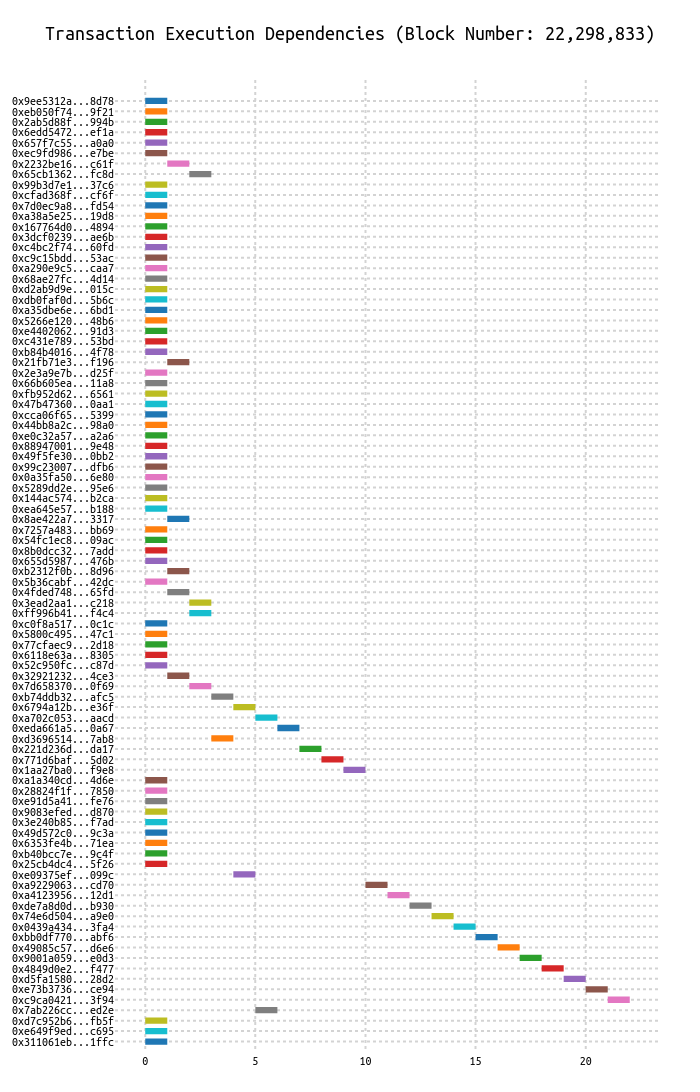 Transaction Execution Dependencies (Block Number: 22,298,833)
0x9ee5312a...8d78
0xeb050f74...9f21
0x2ab5d88f...994b
0x6edd5472...ef1a
0x657f7c55...a0a0
0xec9fd986...e7be
0x2232be16...c61f
0x65cb1362...fc8d
0x99b3d7e1...37c6
0xcfad368f...cf6f
0x7d0ec9a8...fd54
0xa38a5e25...19d8
0x167764d0...4894
0x3dcf0239...ae6b
0xc4bc2f74...60fd
0xc9c15bdd...53ac
0xa290e9c5...caa7
0x68ae27fc...4d14
0xd2ab9d9e...015c
0xdb0faf0d...5b6c
0xa35dbe6e...6bd1
0x5266e120...48b6
0xe4402062...91d3
0xc431e789...53bd
0xb84b4016...4f78
0x21fb71e3...f196
0x2e3a9e7b...d25f
0x66b605ea...11a8
0xfb952d62...6561
0x47b47360...0aa1
0xcca06f65...5399
0x44bb8a2c...98a0
0xe0c32a57...a2a6
0x88947001...9e48
0x49f5fe30...0bb2
0x99c23007...dfb6
0x0a35fa50...6e80
0x5289dd2e...95e6
0x144ac574...b2ca
0xea645e57...b188
0x8ae422a7...3317
0x7257a483...bb69
0x54fc1ec8...09ac
0x8b0dcc32...7add
0x655d5987...476b
0xb2312f0b...8d96
0x5b36cabf...42dc
0x4fded748...65fd
0x3ead2aa1...c218
0xff996b41...f4c4
0xc0f8a517...0c1c
0x5800c495...47c1
0x77cfaec9...2d18
0x6118e63a...8305
0x52c950fc...c87d
0x32921232...4ce3
0x7d658370...0f69
0xb74ddb32...afc5
0x6794a12b...e36f
0xa702c053...aacd
0xeda661a5...0a67
0xd3696514...7ab8
0x221d236d...da17
0x771d6baf...5d02
0x1aa27ba0...f9e8
0xa1a340cd...4d6e
0x28824f1f...7850
0xe91d5a41...fe76
0x9083efed...d870
0x3e240b85...f7ad
0x49d572c0...9c3a
0x6353fe4b...71ea
0xb40bcc7e...9c4f
0x25cb4dc4...5f26
0xe09375ef...099c
0xa9229063...cd70
0xa4123956...12d1
0xde7a8d0d...b930
0x74e6d504...a9e0
0x0439a434...3fa4
0xbb0df770...abf6
0x49085c57...d6e6
0x9001a059...e0d3
0x4849d0e2...f477
0xd5fa1580...28d2
0xe73b3736...ce94
0xc9ca0421...3f94
0x7ab226cc...ed2e
0xd7c952b6...fb5f
0xe649f9ed...c695
0x311061eb...1ffc
0 5 10 15 20